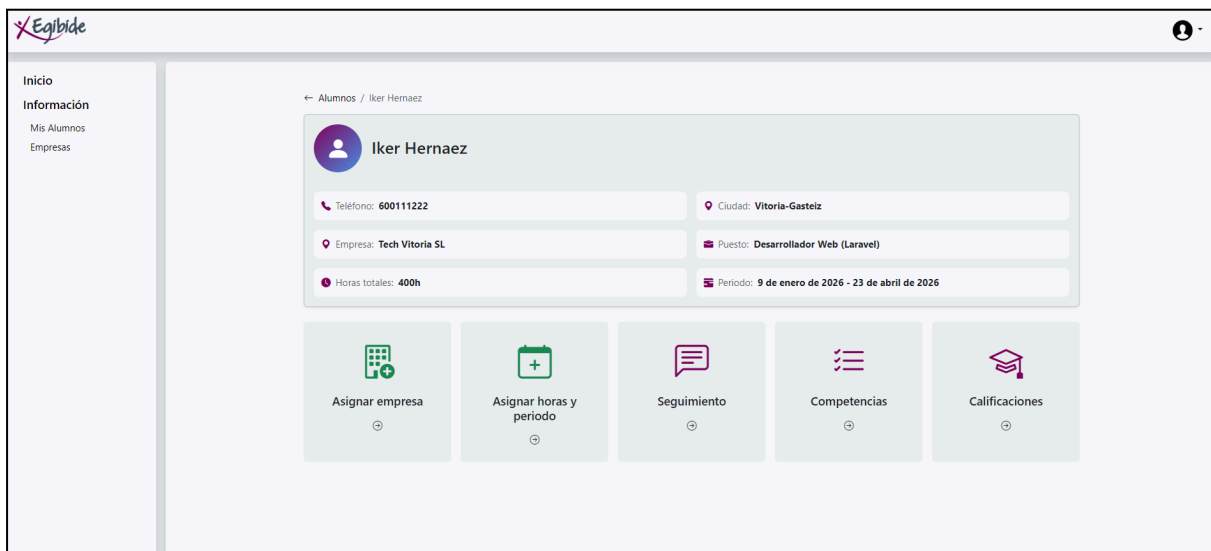 Egibide
Inicio
Información
Mis Alumnos
Empresas
← Alumnos / Iker Hernaez
Iker Hernaez
Teléfono: 600111222
Ciudad: Vitoria-Gasteiz
Empresa: Tech Vitoria SL
Puesto: Desarrollador Web (Laravel)
Horas totales: 400h
Periodo: 9 de enero de 2026 - 23 de abril de 2026
Asignar empresa
Asignar horas y
periodo
Seguimiento
Competencias
Calificaciones